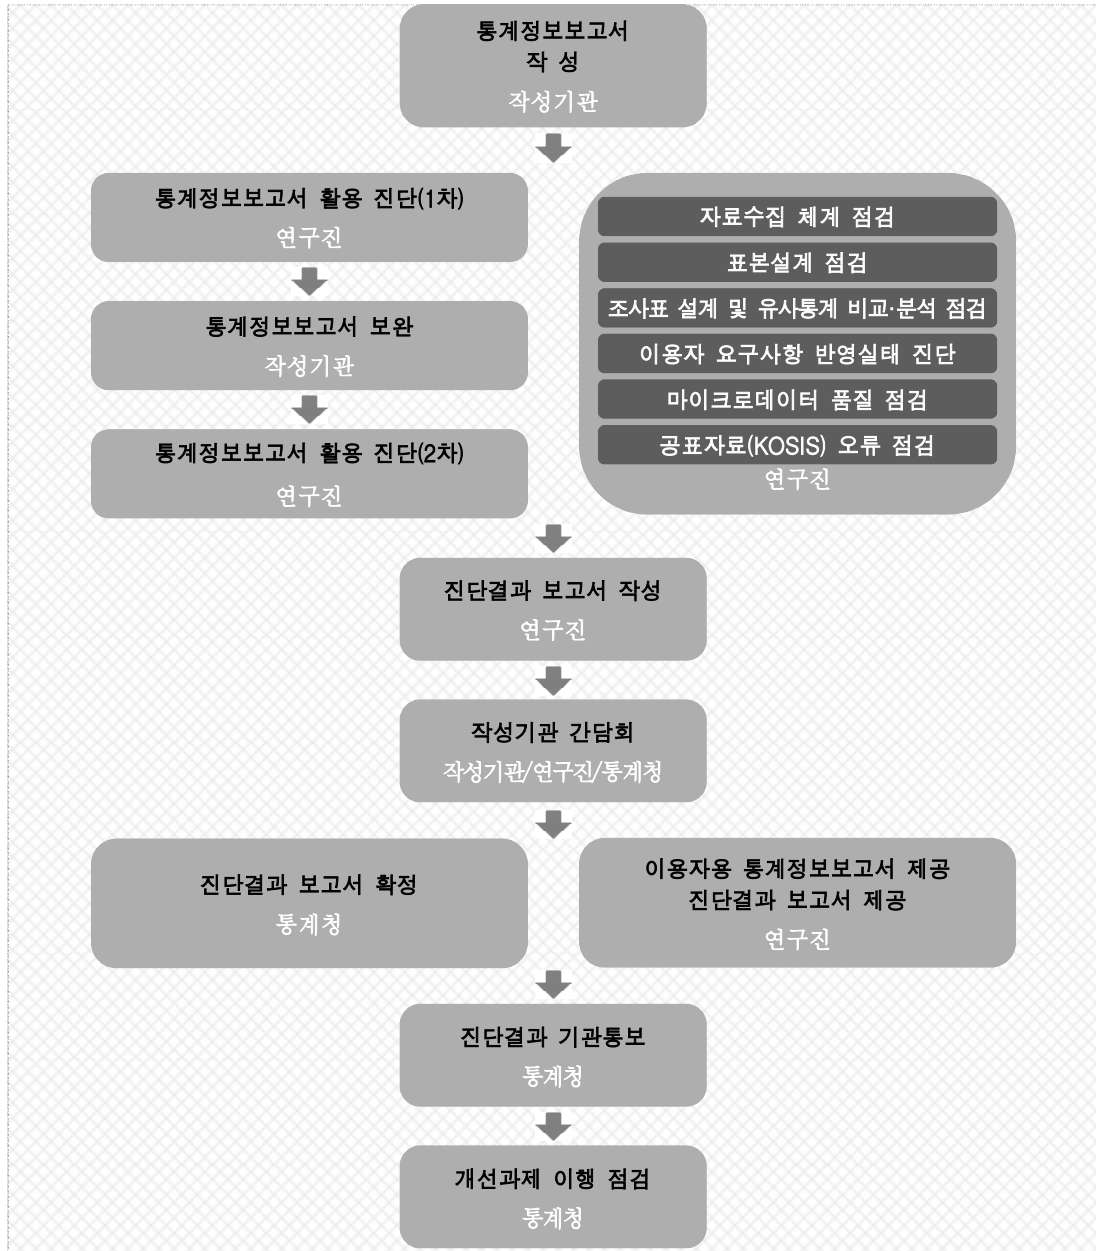 통계정보보고서
작 성
작성기관
통계정보보고서 활용 진단(1차)
연구진
통계정보보고서 보완
작성기관
통계정보보고서 활용 진단(2차)
연구진
자료수집 체계 점검
표본설계 점검
조사표 설계 및 유사통계 비교·분석 점검
이용자 요구사항 반영실태 진단
마이크로데이터 품질 점검
공표자료(KOSIS) 오류 점검
연구진
진단결과 보고서 작성
연구진
작성기관 간담회
작성기관/연구진/통계청
진단결과 보고서 확정
통계청
이용자용 통계정보보고서 제공
진단결과 보고서 제공
연구진
진단결과 기관통보
통계청
개선과제 이행 점검
통계청